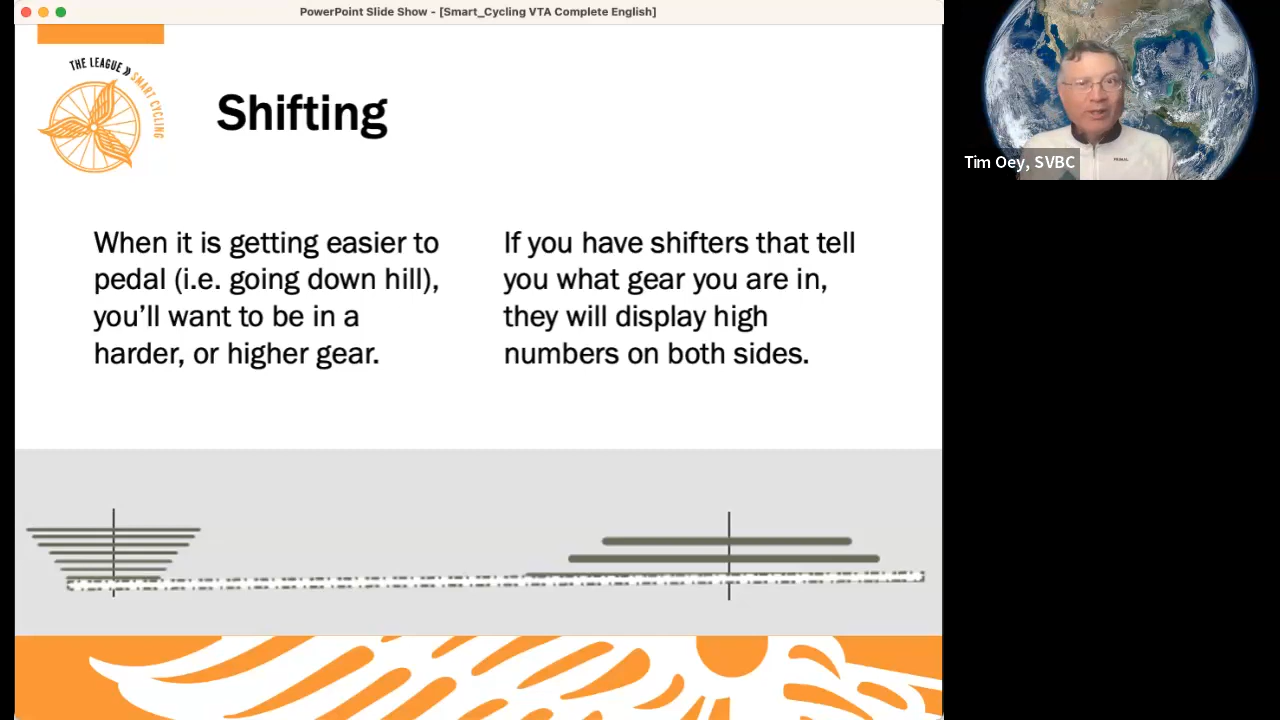 PowerPoint Slide Show - [Smart_Cycling VTA Complete English]
THE LEAGUE
SMART CYCLING
Shifting
When it is getting easier to
pedal (i.e. going down hill),
you'll want to be in a
harder, or higher gear.
If you have shifters that tell
you what gear you are in,
they will display high
numbers on both sides.
Tim Oey, SVBC